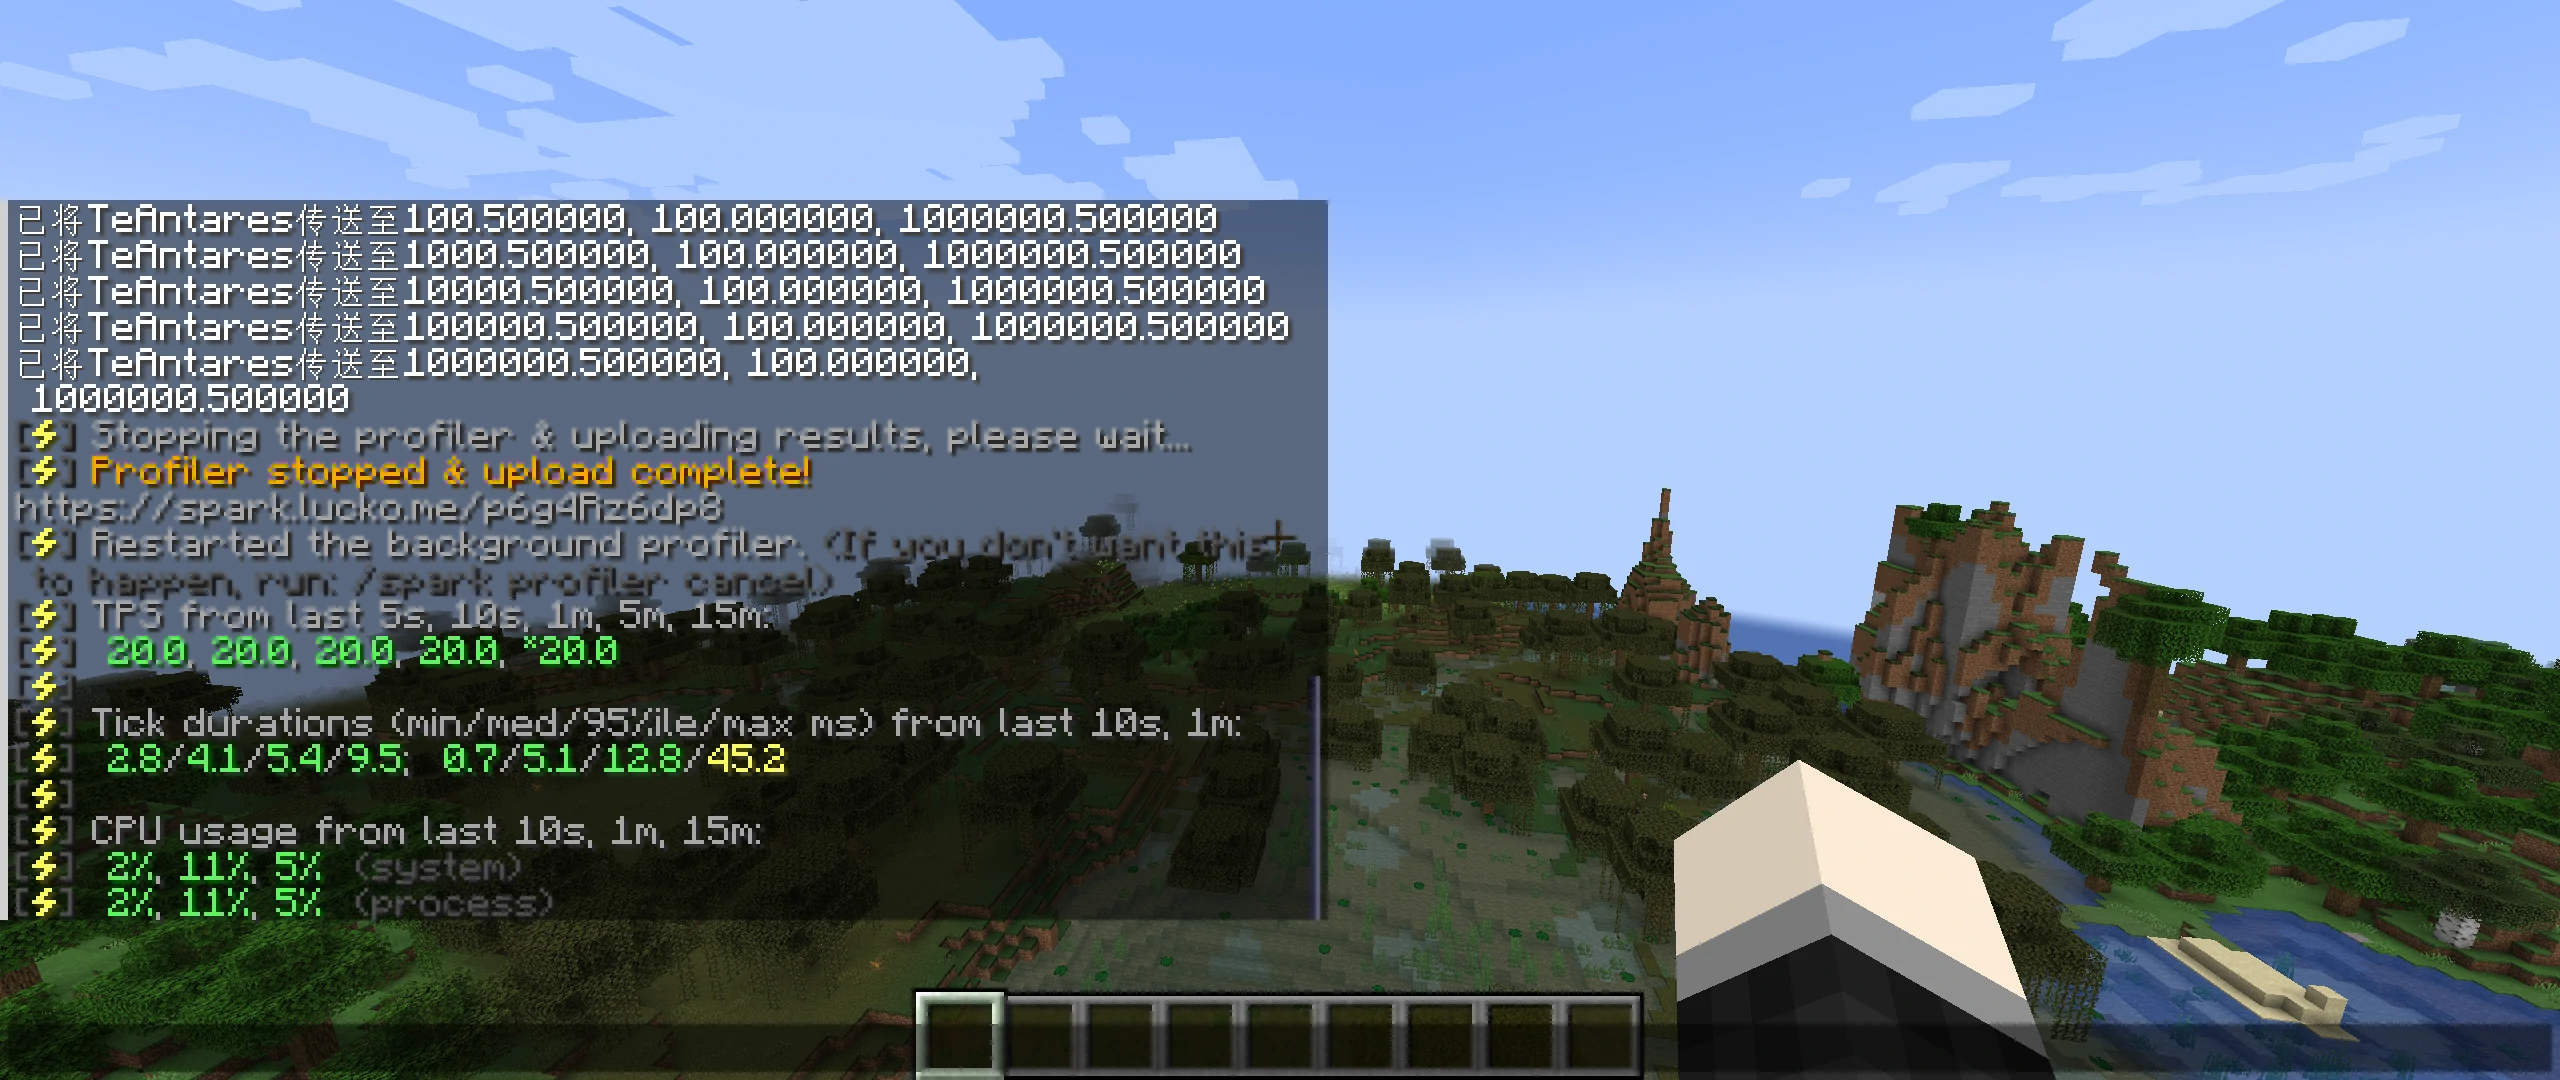 已将TeAntares传送至100.500000, 100.000000, 1000000.500000
已将TeAntares传送至1000.500000, 100.000000, 1000000.500000
已将TeAntares传送至10000.500000, 100.000000, 1000000.500000
已将TeAntares传送至100000.500000, 100.000000, 1000000.500000
已将TeAntares传送至1000000.500000, 100.000000,
1000000.500000
[⚡] Stopping the profiler & uploading results, please wait...
[⚡] Profiler stopped & upload complete!
https://spark.lucko.me/p6g4Rz6dp8
[⚡] Restarted the background profiler. (If you don't want this
to happen, run: /spark profiler cancel)
[⚡] TPS from last 5s, 10s, 1m, 5m, 15m:
[⚡] 20.0, 20.0, 20.0, 20.0, *20.0
[⚡]
[⚡] Tick durations (min/med/95%ile/max ms) from last 10s, 1m:
[⚡] 2.8/4.1/5.4/9.5; 0.7/5.1/12.8/45.2
[⚡]
[⚡] CPU usage from last 10s, 1m, 15m:
[⚡] 2%, 11%, 5% (system)
[⚡] 2%, 11%, 5% (process)